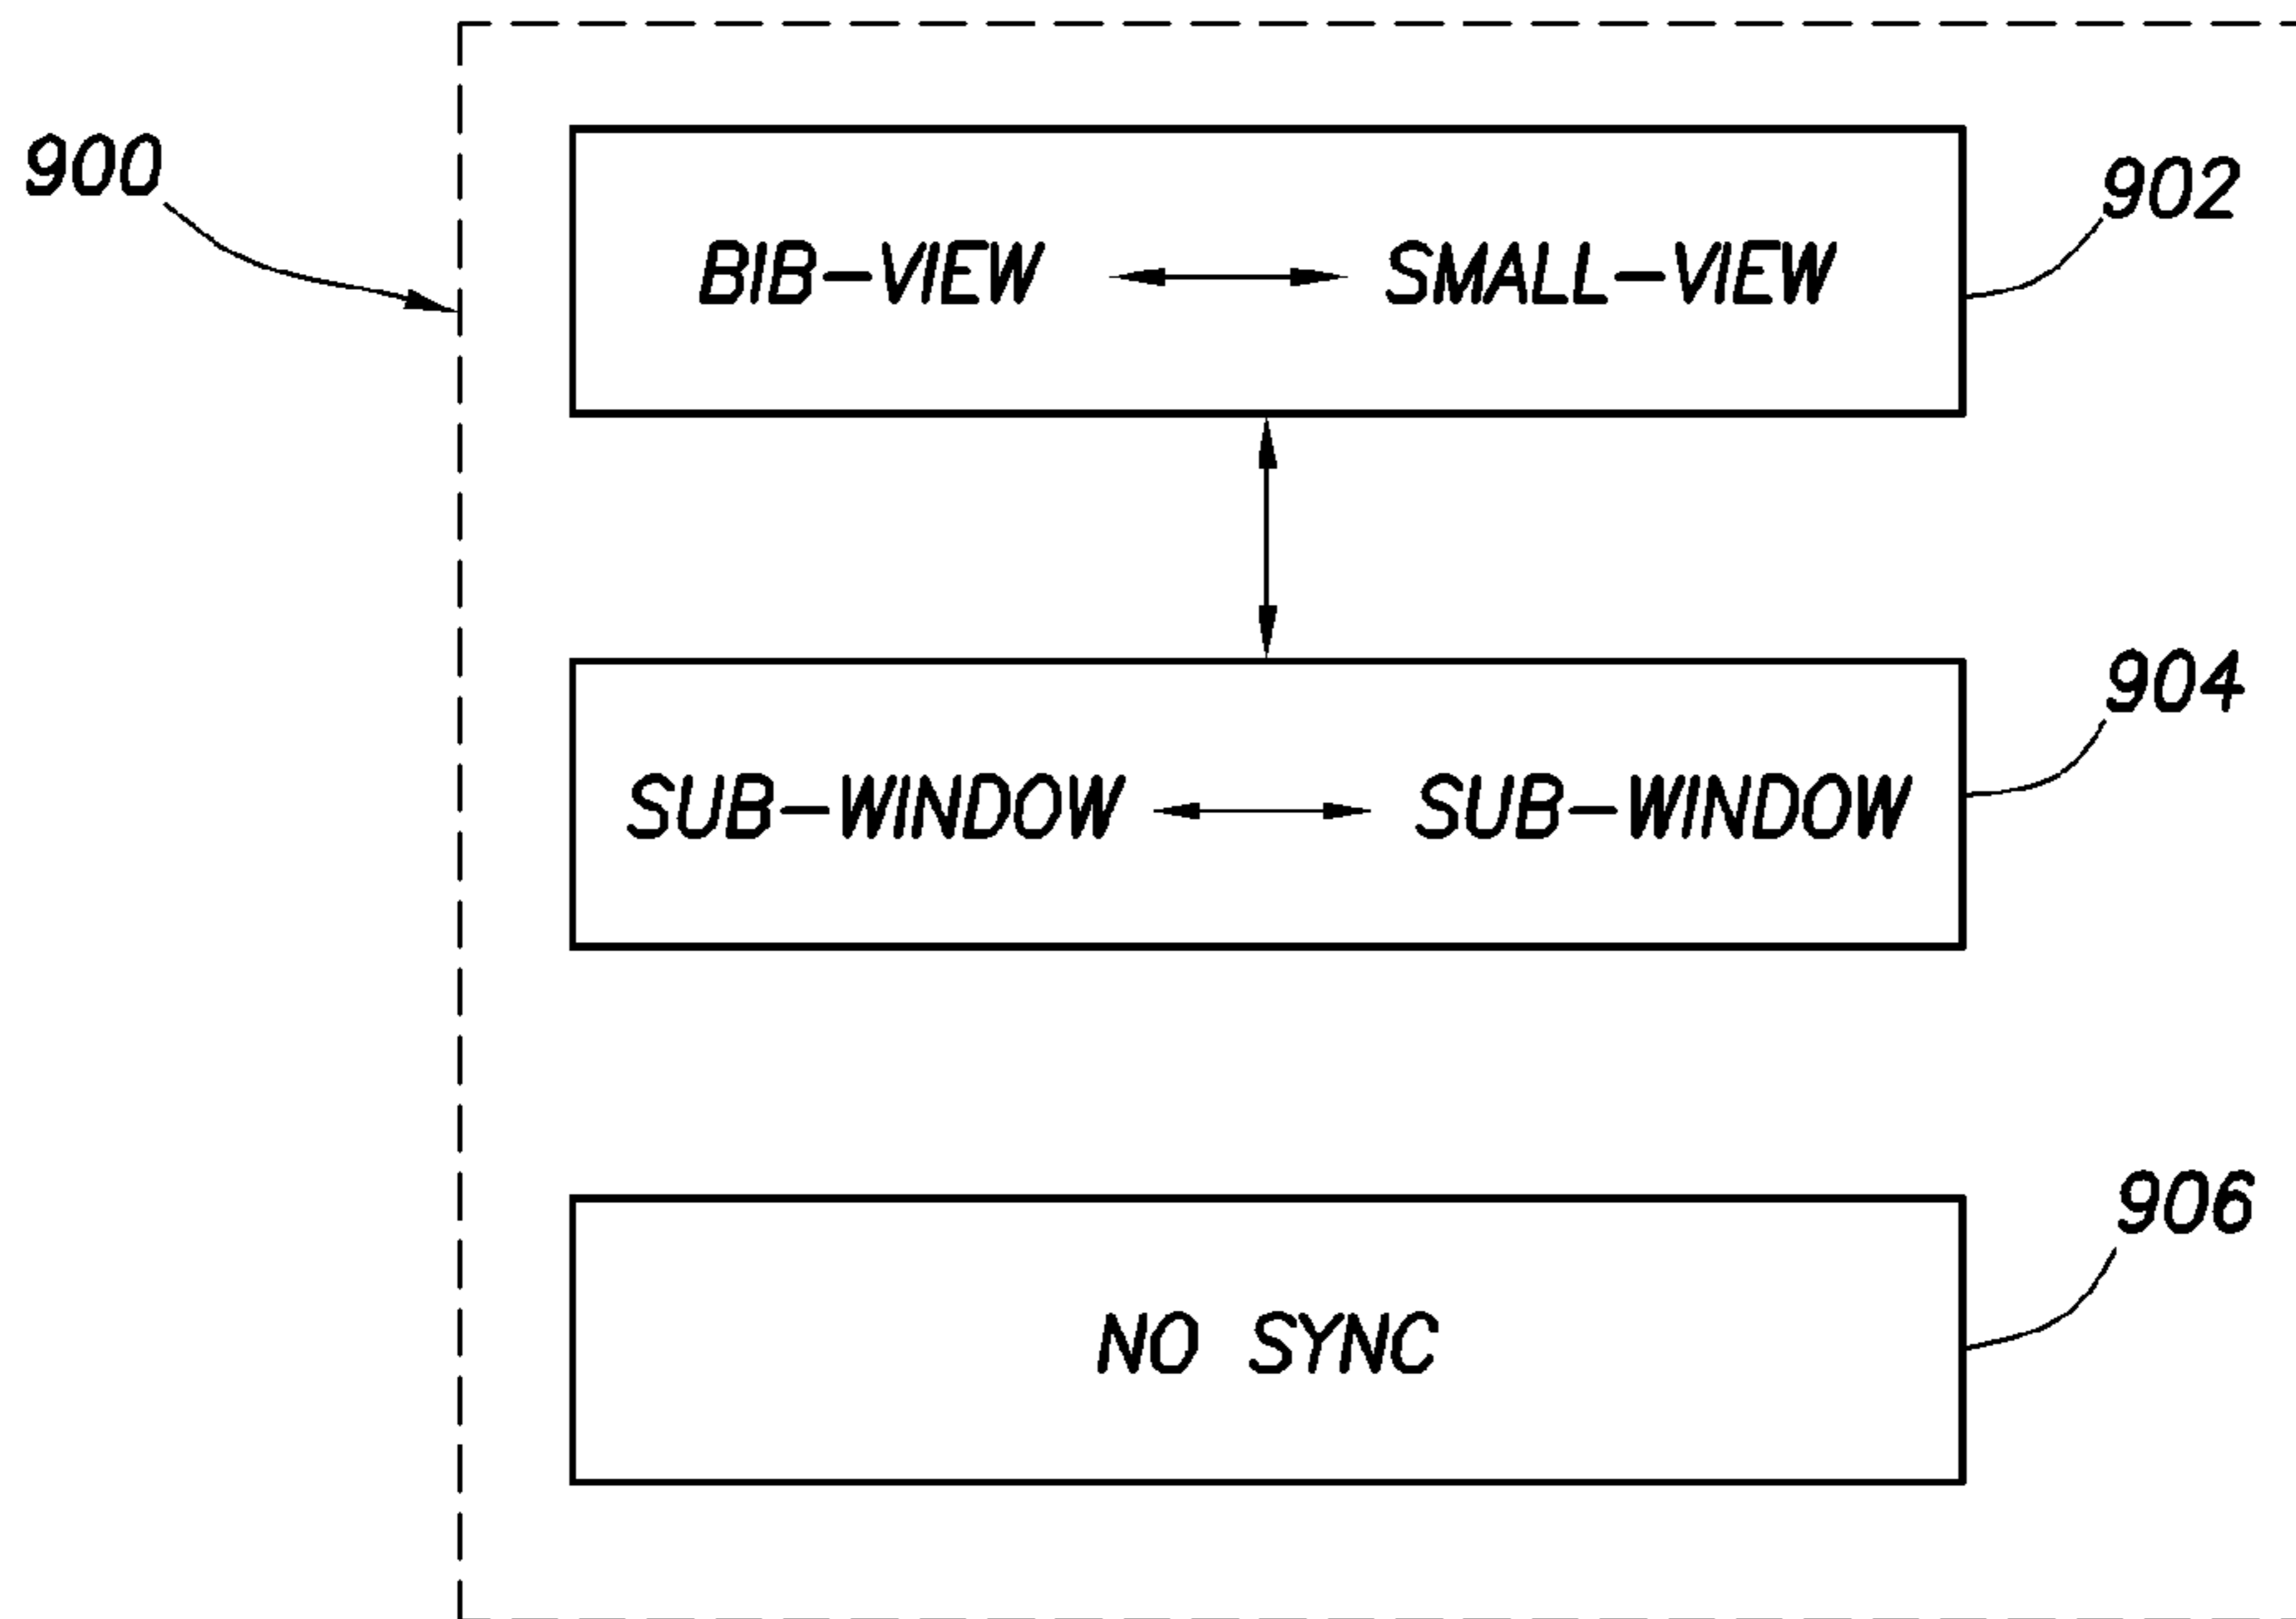 900
902
BIB-VIEW SMALL-VIEW
904
SUB-WINDOW SUB-WINDOW
906
NO SYNC